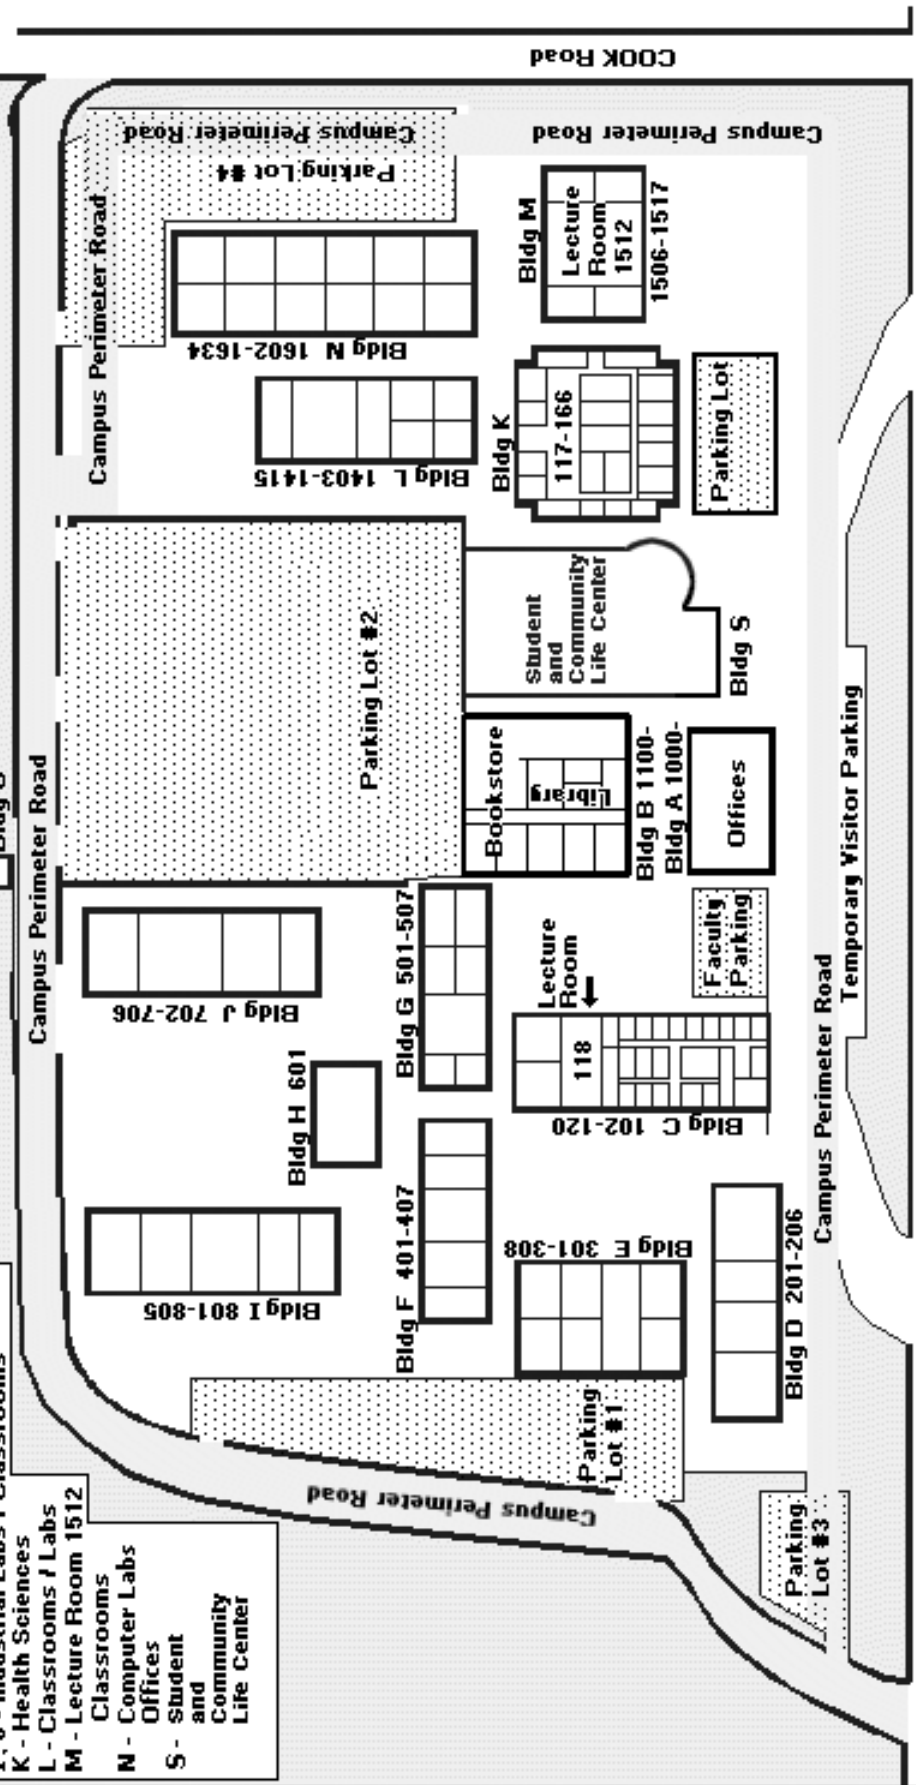 COOK Road
Campus Perimeter Road
Campus Perimeter Road
Parking Lot #4
Campus Perimeter Road
Bldg M
Lecture
Room
1512
1506-1517
Bldg N 1602-1634
Bldg L 1403-1415
Bldg K
117-166
Parking Lot
Parking Lot #2
Student
and
Community
Life Center
Bldg S
Bookstore
Library
Bldg B 1100-
Bldg A 1000-
Offices
Temporary Visitor Parking
Campus Perimeter Road
Bldg J 702-706
Bldg G 501-507
Lecture
Room
Faculty
Parking
Campus Perimeter Road
Bldg H 601
118
Bldg C 102-120
Bldg I 801-805
Bldg F 401-407
Bldg E 301-308
Bldg D 201-206
Parking
Lot #1
Campus Perimeter Road
Parking
Lot #3
K - Health Sciences
L - Classrooms / Labs
M - Lecture Room 1512
Classrooms
N - Computer Labs
Offices
S - Student
and
Community
Life Center